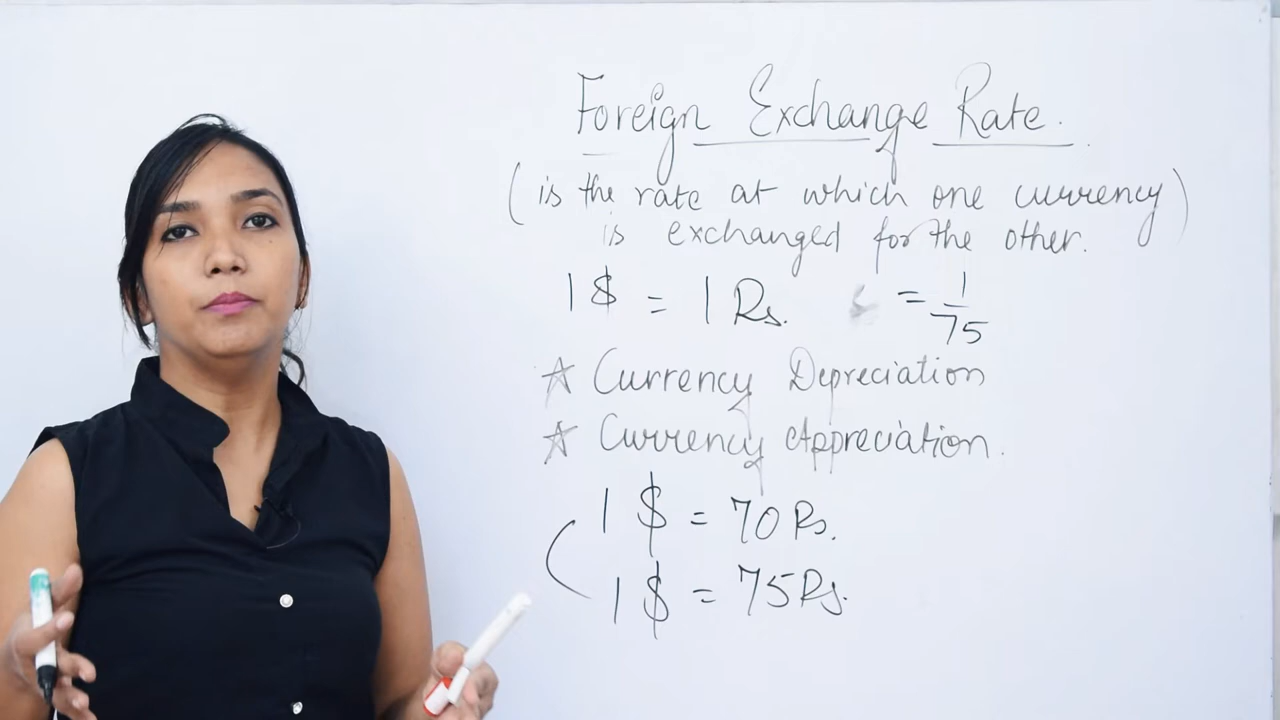 Foreign Exchange Rate.
( is the rate at which one currency )
is exchanged for the other.
1 $ = 1 Rs. = 1/75
☆ Currency Depreciation
☆ Currency Appreciation.
1 $ = 70 Rs.
1 $ = 75 Rs.